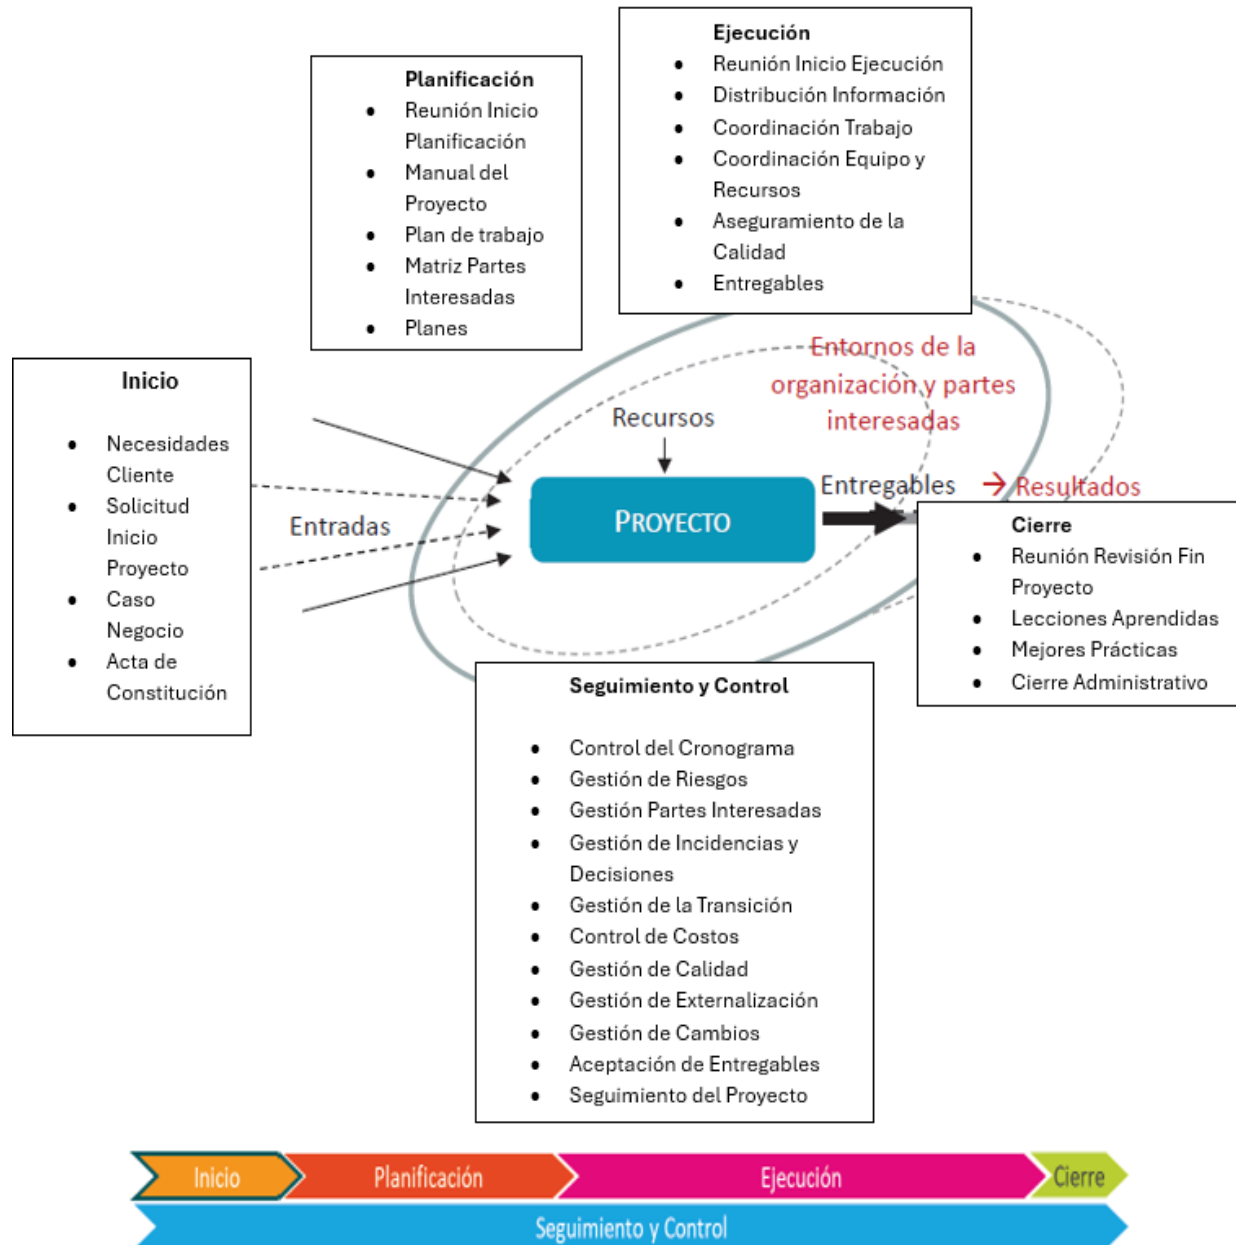 Ejecución
● Reunión Inicio Ejecución
● Distribución Información
● Coordinación Trabajo
● Coordinación Equipo y
Recursos
● Aseguramiento de la
Calidad
● Entregables
Planificación
● Reunión Inicio
Planificación
● Manual del
Proyecto
● Plan de trabajo
● Matriz Partes
Interesadas
● Planes
Inicio
● Necesidades
Cliente
● Solicitud
Inicio
Proyecto
● Caso
Negocio
● Acta de
Constitución
Entornos de la
organización y partes
interesadas
Recursos
Entradas
PROYECTO
Entregables
→ Resultados
Cierre
● Reunión Revisión Fin
Proyecto
● Lecciones Aprendidas
● Mejores Prácticas
● Cierre Administrativo
Seguimiento y Control
● Control del Cronograma
● Gestión de Riesgos
● Gestión Partes Interesadas
● Gestión de Incidencias y
Decisiones
● Gestión de la Transición
● Control de Costos
● Gestión de Calidad
● Gestión de Externalización
● Gestión de Cambios
● Aceptación de Entregables
● Seguimiento del Proyecto
Inicio
Planificación
Ejecución
Cierre
Seguimiento y Control